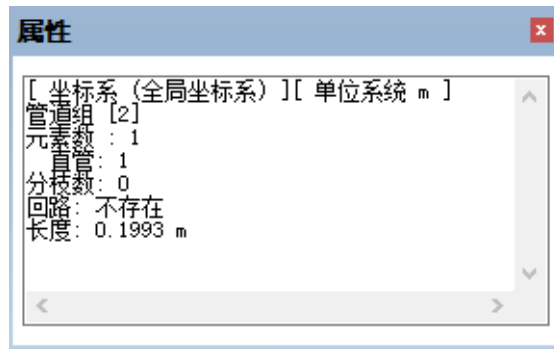 属性
[ 坐标系 (全局坐标系) ][ 单位系统 m ]
管道组 [2]
元素数 : 1
直管: 1
分枝数: 0
回路: 不存在
长度: 0.1993 m